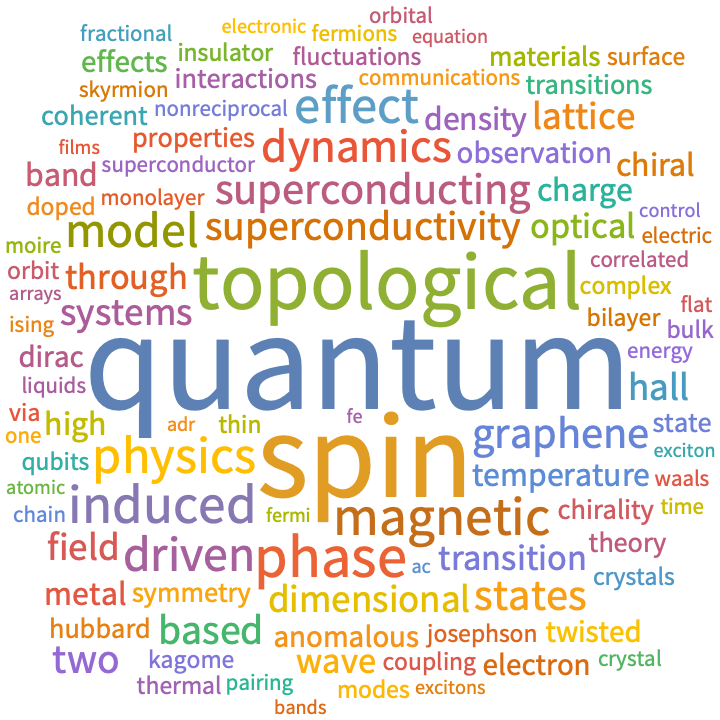 orbital
fractional electronic fermions equation
effects insulator fluctuations materials surface
skyrmion interactions communications transitions
coherent nonreciprocal effect density lattice
films properties dynamics observation
band superconductor chiral
doped monolayer superconducting charge control
moire model superconductivity optical electric
orbit through topological correlated
arrays systems complex flat
ising bilayer bulk
dirac quantum energy
liquids hall
via high adr thin fe graphene state
one physics spin exciton
qubits temperature waals
atomic induced magnetic chirality time
chain fermi
field driven phase ac transition theory
metal symmetry dimensional states crystals
hubbard based anomalous josephson twisted
two kagome wave coupling electron crystal
thermal pairing modes excitons
bands